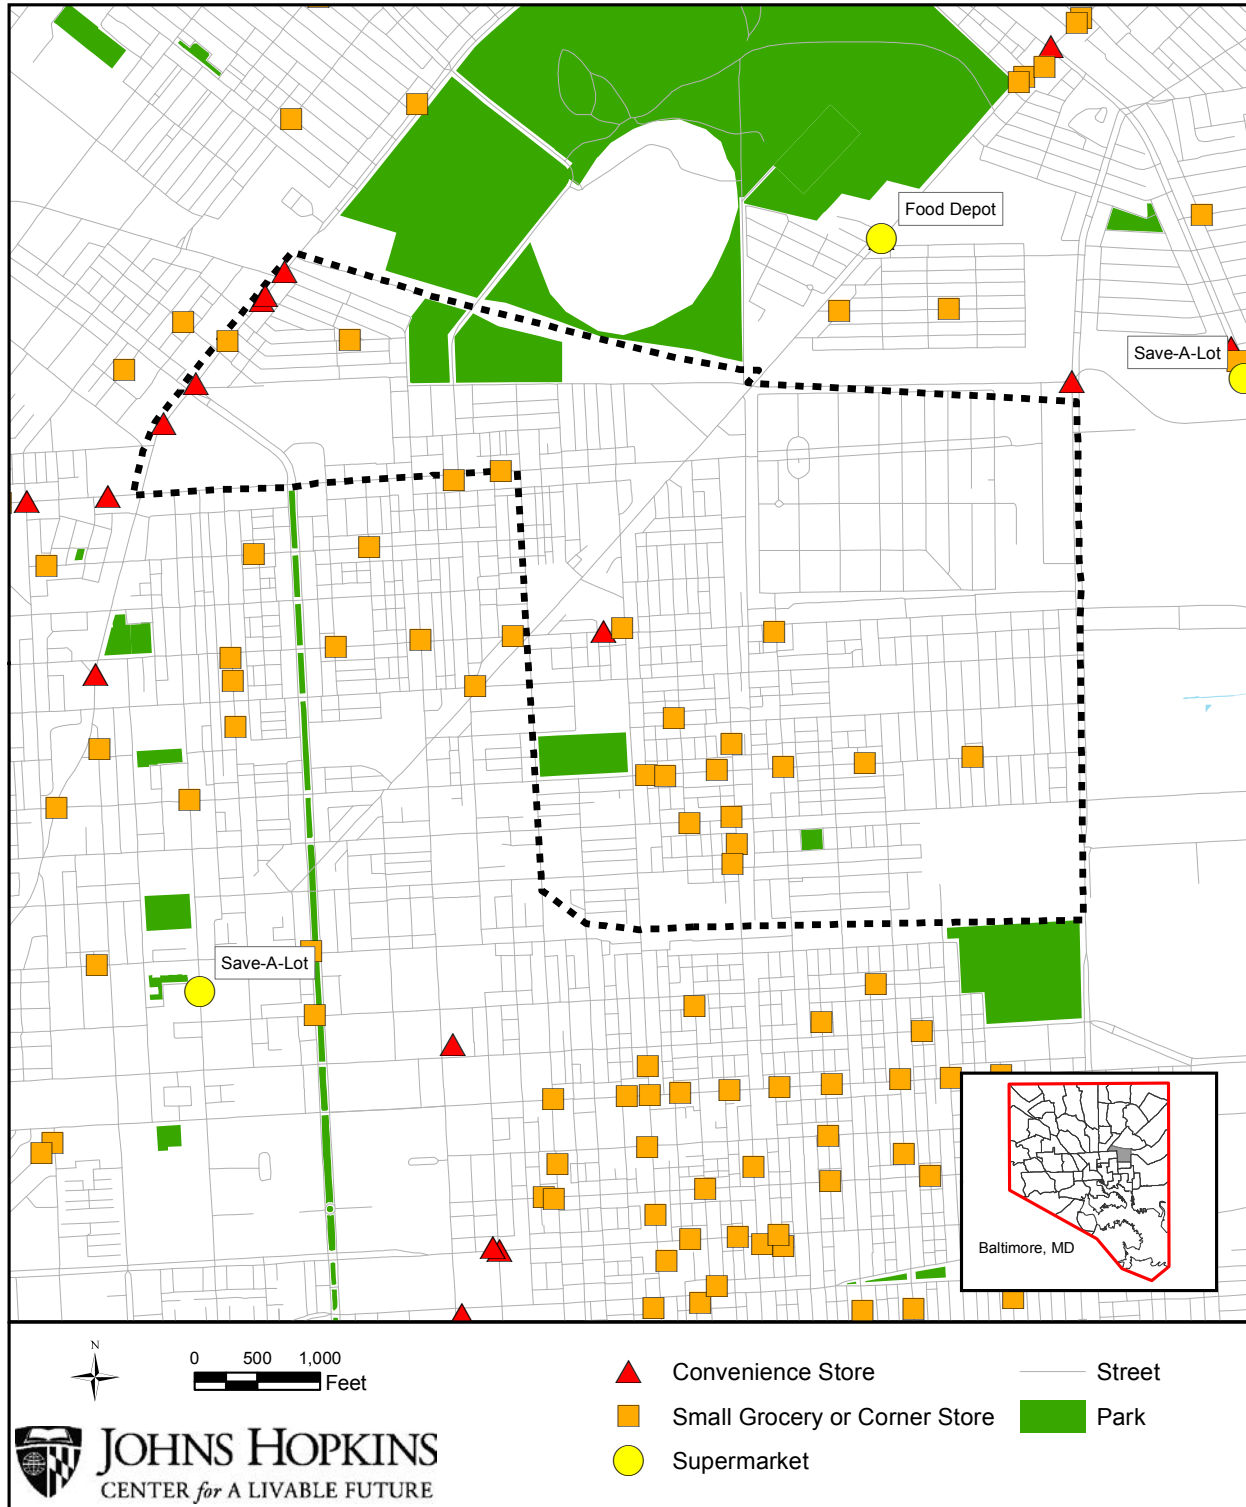 Food Depot
Save-A-Lot
Save-A-Lot
Baltimore, MD
N
0 500 1,000
Feet
Convenience Store
Small Grocery or Corner Store
Supermarket
Street
Park
JOHNS HOPKINS
CENTER for A LIVABLE FUTURE